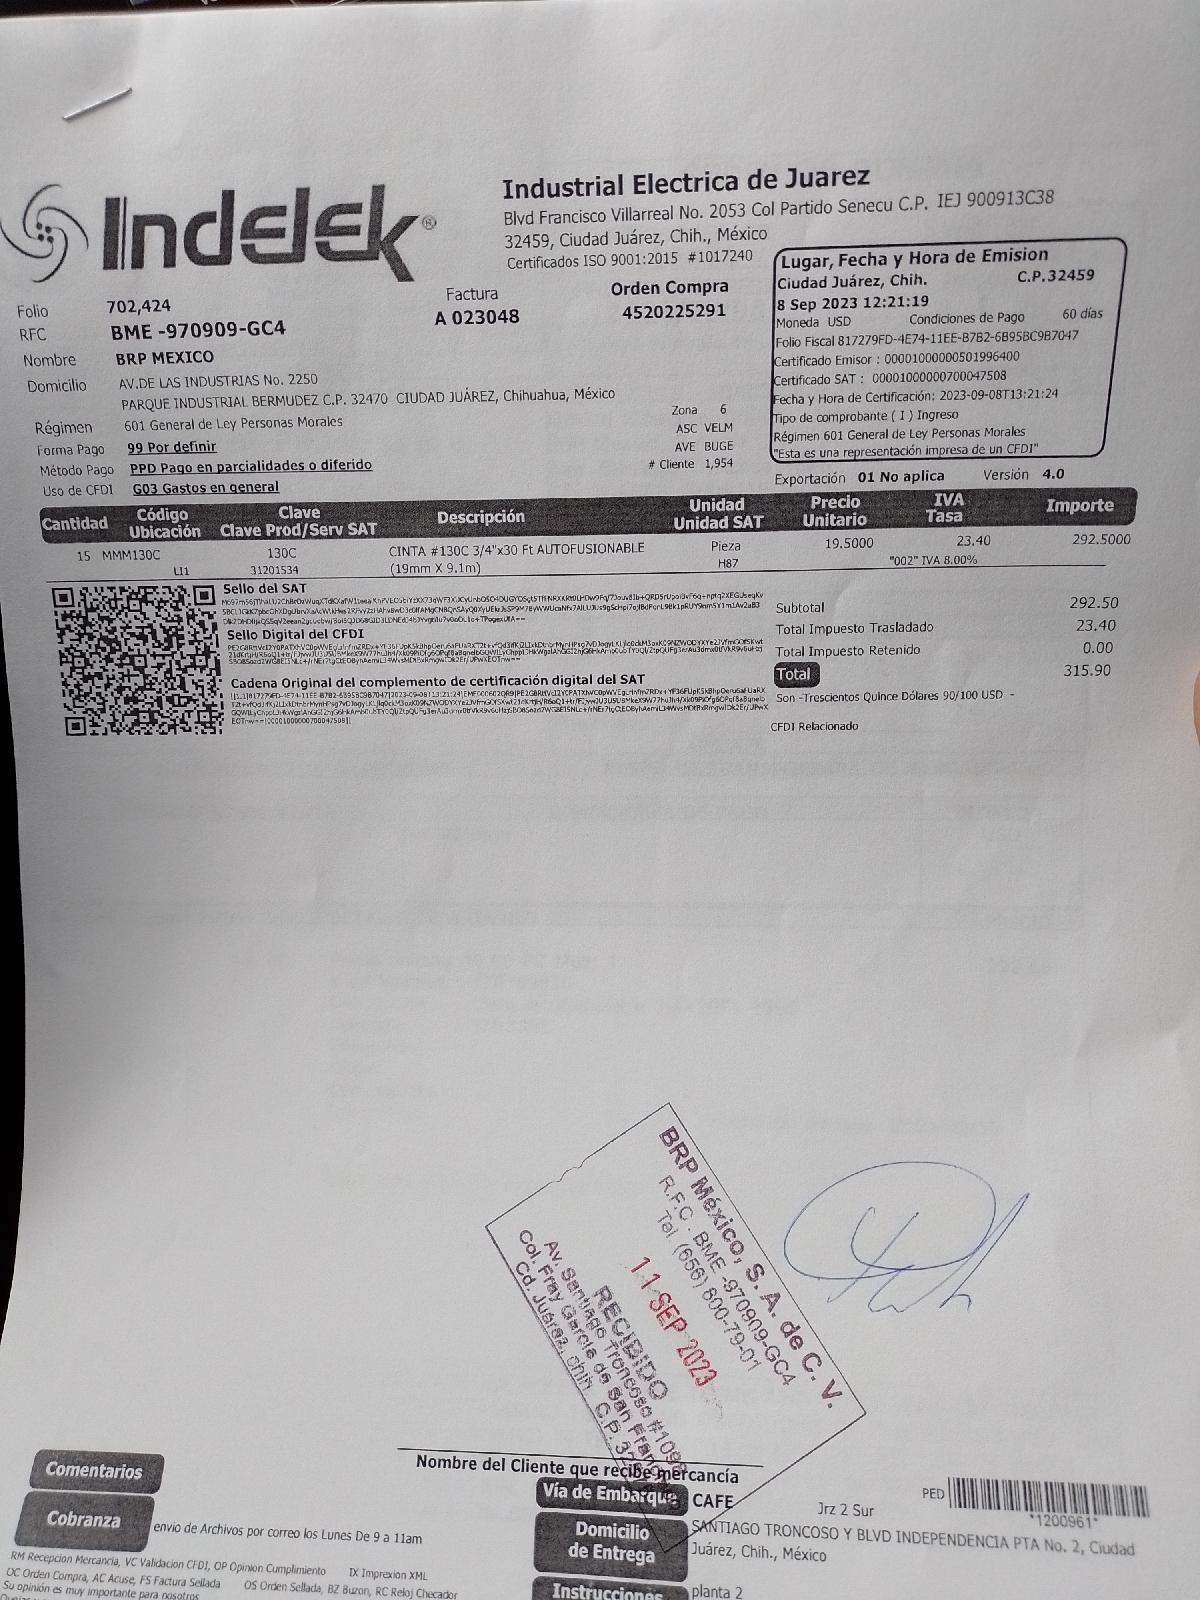 Indelek®
Industrial Electrica de Juarez
Blvd Francisco Villarreal No. 2053 Col Partido Senecu C.P. IEJ 900913C38
32459, Ciudad Juárez, Chih., México
Certificados ISO 9001:2015 #1017240
Folio 702,424
RFC BME -970909-GC4
Nombre BRP MEXICO
Domicilio AV.DE LAS INDUSTRIAS No. 2250
PARQUE INDUSTRIAL BERMUDEZ C.P. 32470 CIUDAD JUÁREZ, Chihuahua, México
Régimen 601 General de Ley Personas Morales
Forma Pago 99 Por definir
Método Pago PPD Pago en parcialidades o diferido
Uso de CFDI G03 Gastos en general
Factura
A 023048
Orden Compra
4520225291
Zona 6
ASC VELM
AVE BUGE
# Cliente 1,954
Lugar, Fecha y Hora de Emision
Ciudad Juárez, Chih. C.P.32459
8 Sep 2023 12:21:19
Moneda USD Condiciones de Pago 60 días
Folio Fiscal 817279FD-4E74-11EE-B7B2-6B95BC9B7047
Certificado Emisor : 00001000000501996400
Certificado SAT : 00001000000700047508
Fecha y Hora de Certificación: 2023-09-08T13:21:24
Tipo de comprobante ( I ) Ingreso
Régimen 601 General de Ley Personas Morales
"Esta es una representación impresa de un CFDI"
Exportación 01 No aplica Versión 4.0
Cantidad Código Ubicación Clave Clave Prod/Serv SAT Descripción Unidad Unidad SAT Precio Unitario IVA Tasa Importe
15 MMM130C 130C CINTA #130C 3/4"x30 Ft AUTOFUSIONABLE Pieza 19.5000 23.40 292.5000
LI1 31201534 (19mm X 9.1m) H87 "002" IVA 8.00%
Sello del SAT
Sello Digital del CFDI
Cadena Original del complemento de certificación digital del SAT
Subtotal 292.50
Total Impuesto Trasladado 23.40
Total Impuesto Retenido 0.00
Total 315.90
Son -Trescientos Quince Dólares 90/100 USD -
CFDI Relacionado
BRP México, S. A. de C. V.
R.F.C. BME -970909-GC4
Tel (656) 800-79-01
11 SEP 2023
RECIBIDO
Av. Santiago Troncoso
Col. Fray García de San
Cd. Juárez, chih. C.P.
Nombre del Cliente que recibe mercancía
Comentarios
Cobranza envio de Archivos por correo los Lunes De 9 a 11am
RM Recepcion Mercancia, VC Validacion CFDI, OP Opinion Cumplimiento IX Imprexion XML
OC Orden Compra, AC Acuse, FS Factura Sellada OS Orden Sellada, BZ Buzon, RC Reloj Checador
Su opinión es muy importante para nosotros
Vía de Embarque CAFE Jrz 2 Sur
PED
*1200961*
Domicilio de Entrega SANTIAGO TRONCOSO Y BLVD INDEPENDENCIA PTA No. 2, Ciudad
Juárez, Chih., México
Instrucciones planta 2